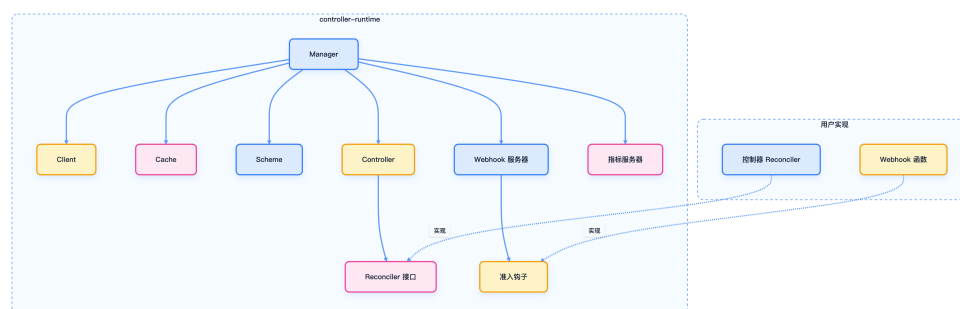 controller-runtime
Manager
用户实现
Client
Cache
Scheme
Controller
Webhook 服务器
指标服务器
控制器 Reconciler
Webhook 函数
实现
实现
Reconciler 接口
准入钩子